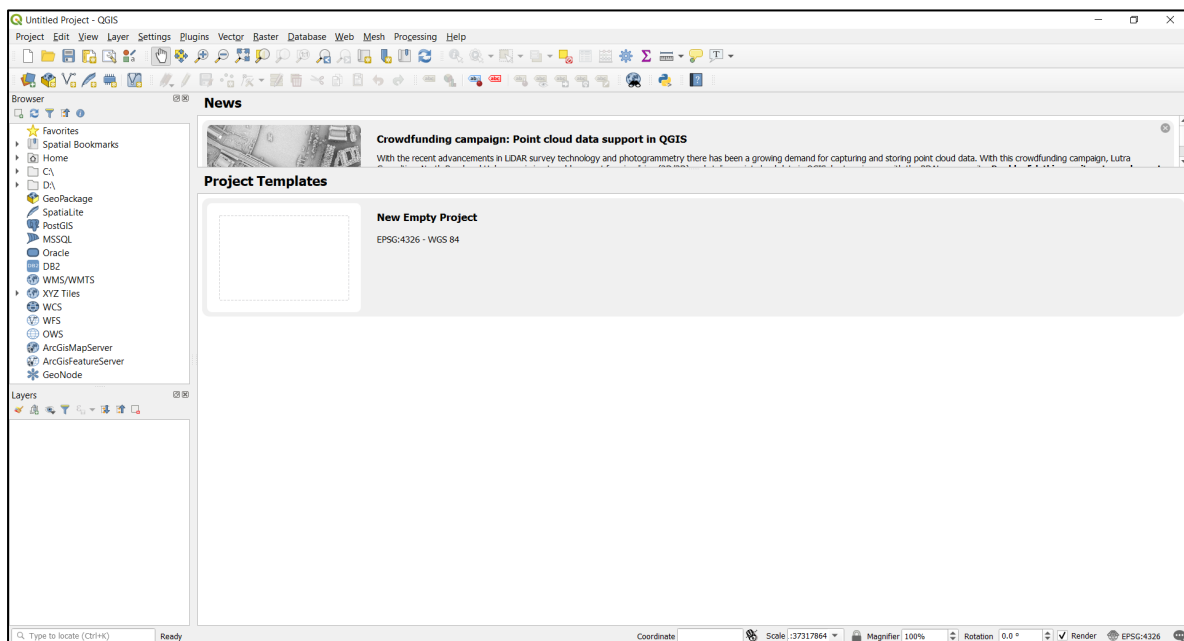 Untitled Project - QGIS
Project Edit View Layer Settings Plugins Vector Raster Database Web Mesh Processing Help
Browser
Favorites
Spatial Bookmarks
Home
C:\
D:\
GeoPackage
SpatiaLite
PostGIS
MSSQL
Oracle
DB2
WMS/WMTS
XYZ Tiles
WCS
WFS
OWS
ArcGisMapServer
ArcGisFeatureServer
GeoNode
Layers
News
Crowdfunding campaign: Point cloud data support in QGIS
With the recent advancements in LiDAR survey technology and photogrammetry there has been a growing demand for capturing and storing point cloud data. With this crowdfunding campaign, Lutra
Project Templates
New Empty Project
EPSG:4326 - WGS 84
Type to locate (Ctrl+K) Ready Coordinate Scale :37317864 Magnifier 100% Rotation 0.0 ° Render EPSG:4326